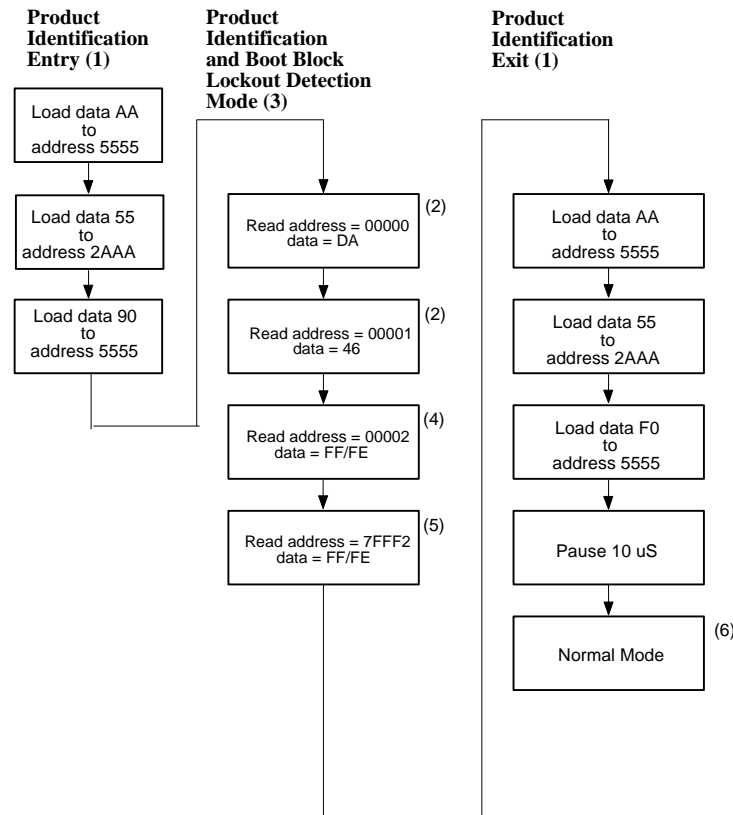 Product
Identification
Entry (1)
Load data AA
to
address 5555
Load data 55
to
address 2AAA
Load data 90
to
address 5555
Product
Identification
and Boot Block
Lockout Detection
Mode (3)
(2)
Read address = 00000
data = DA
(2)
Read address = 00001
data = 46
(4)
Read address = 00002
data = FF/FE
(5)
Read address = 7FFF2
data = FF/FE
Product
Identification
Exit (1)
Load data AA
to
address 5555
Load data 55
to
address 2AAA
Load data F0
to
address 5555
Pause 10 uS
(6)
Normal Mode